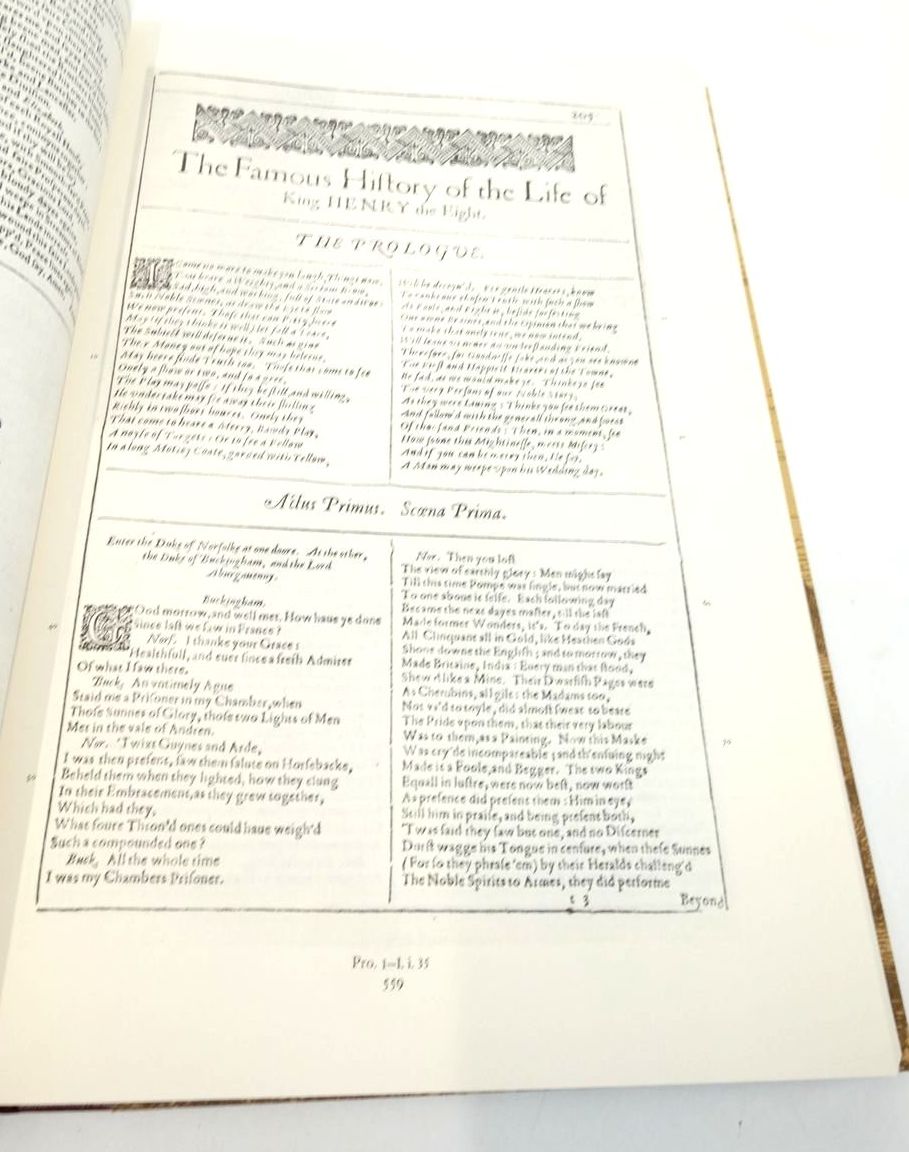 205
The Famous Hiſtory of the Life of
King HENRY the Eight.
THE PROLOGVE.
I Come no more to make you laugh, Things now,
That beare a Weighty, and a Serious Brow,
Sad, high, and working, full of State and Woe:
Such Noble Scœnes, as draw the Eye to flow
We now preſent. Thoſe that can Pitty, heere
May (if they thinke it well) let fall a Teare,
The Subiect will deſerue it. Such as giue
Their Money out of hope they may beleeue,
May heere finde Truth too. Thoſe that come to ſee
Onely a ſhow or two, and ſo agree,
The Play may paſſe: If they be ſtill, and willing,
Ile vndertake may ſee away their ſhilling
Richly in two ſhort houres. Onely they
That come to heare a Merry, Bawdy Play,
A noyſe of Targets: Or to ſee a Fellow
In a long Motley Coate, garded with Yellow,
Will be deceyu'd. For gentle Hearers, know
To ranke our choſen Truth with ſuch a ſhow
As Foole, and Fight is, beſide forfeyting
Our owne Braines, and the Opinion that we bring
To make that onely true, we now intend,
Will leaue vs neuer an vnderſtanding Friend.
Therefore, for Goodneſſe ſake, and as you are knowne
The Firſt and Happieſt Hearers of the Towne,
Be ſad, as we would make ye. Thinke ye ſee
The very Perſons of our Noble Story,
As they were Liuing: Thinke you ſee them Great,
And follow'd with the generall throng, and ſweat
Of thouſand Friends: Then, in a moment, ſee
How ſoone this Mightineſſe, meets Miſery:
And if you can be merry then, Ile ſay,
A Man may weepe vpon his Wedding day.
Actus Primus. Scœna Prima.
Enter the Duke of Norfolke at one doore. At the other,
the Duke of Buckingham, and the Lord
Aburgauenny.
Buckingham.
GOod morrow, and well met. How haue ye done
Since laſt we ſaw in France?
Norf. I thanke your Grace:
Healthfull, and euer ſince a freſh Admirer
Of what I ſaw there.
Buck. An vntimely Ague
Staid me a Priſoner in my Chamber, when
Thoſe Sunnes of Glory, thoſe two Lights of Men
Met in the vale of Andren.
Nor. 'Twixt Guynes and Arde,
I was then preſent, ſaw them ſalute on Horſebacke,
Beheld them when they lighted, how they clung
In their Embracement, as they grew together,
Which had they,
What foure Thron'd ones could haue weigh'd
Such a compounded one?
Buck. All the whole time
I was my Chambers Priſoner.
Nor. Then you loſt
The view of earthly glory: Men might ſay
Till this time Pompe was ſingle, but now married
To one aboue it ſelfe. Each following day
Became the next dayes maſter, till the laſt
Made former Wonders, it's. To day the French,
All Clinquant all in Gold, like Heathen Gods
Shone downe the Engliſh; and to morrow, they
Made Britaine, India: Euery man that ſtood,
Shew'd like a Mine. Their Dwarfiſh Pages were
As Cherubins, all gilt: the Madams too,
Not vs'd to toyle, did almoſt ſweat to beare
The Pride vpon them, that their very labour
Was to them, as a Painting. Now this Maske
Was cry'de incompareable; and th'enſuing night
Made it a Foole, and Begger. The two Kings
Equall in luſtre, were now beſt, now worſt
As preſence did preſent them: Him in eye,
Still him in praiſe, and being preſent both,
'Twas ſaid they ſaw but one, and no Diſcerner
Durſt wagge his Tongue in cenſure, when theſe Sunnes
(For ſo they phraſe 'em) by their Heralds challeng'd
The Noble Spirits to Armes, they did performe
t 3 Beyond
Pro. 1–I. i. 35
559